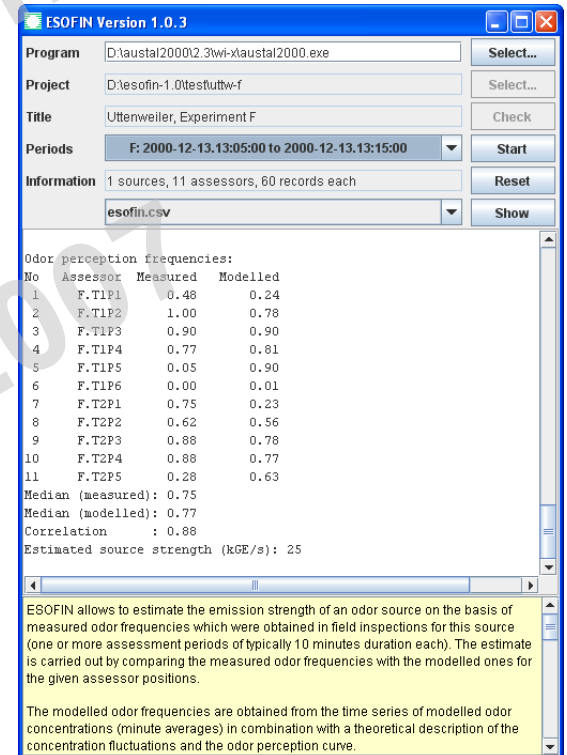 ESOFIN Version 1.0.3
Program D:\austal2000\2.3\wi-x\austal2000.exe Select...
Project D:\esofin-1.0\test\uttw-f Select...
Title Uttenweiler, Experiment F Check
Periods F: 2000-12-13.13:05:00 to 2000-12-13.13:15:00 Start
Information 1 sources, 11 assessors, 60 records each Reset
esofin.csv Show
Odor perception frequencies:
No Assessor Measured Modelled
1 F.T1P1 0.48 0.24
2 F.T1P2 1.00 0.78
3 F.T1P3 0.90 0.90
4 F.T1P4 0.77 0.81
5 F.T1P5 0.05 0.90
6 F.T1P6 0.00 0.01
7 F.T2P1 0.75 0.23
8 F.T2P2 0.62 0.56
9 F.T2P3 0.88 0.78
10 F.T2P4 0.88 0.77
11 F.T2P5 0.28 0.63
Median (measured): 0.75
Median (modelled): 0.77
Correlation : 0.88
Estimated source strength (kGE/s): 25
ESOFIN allows to estimate the emission strength of an odor source on the basis of
measured odor frequencies which were obtained in field inspections for this source
(one or more assessment periods of typically 10 minutes duration each). The estimate
is carried out by comparing the measured odor frequencies with the modelled ones for
the given assessor positions.
The modelled odor frequencies are obtained from the time series of modelled odor
concentrations (minute averages) in combination with a theoretical description of the
concentration fluctuations and the odor perception curve.
2007